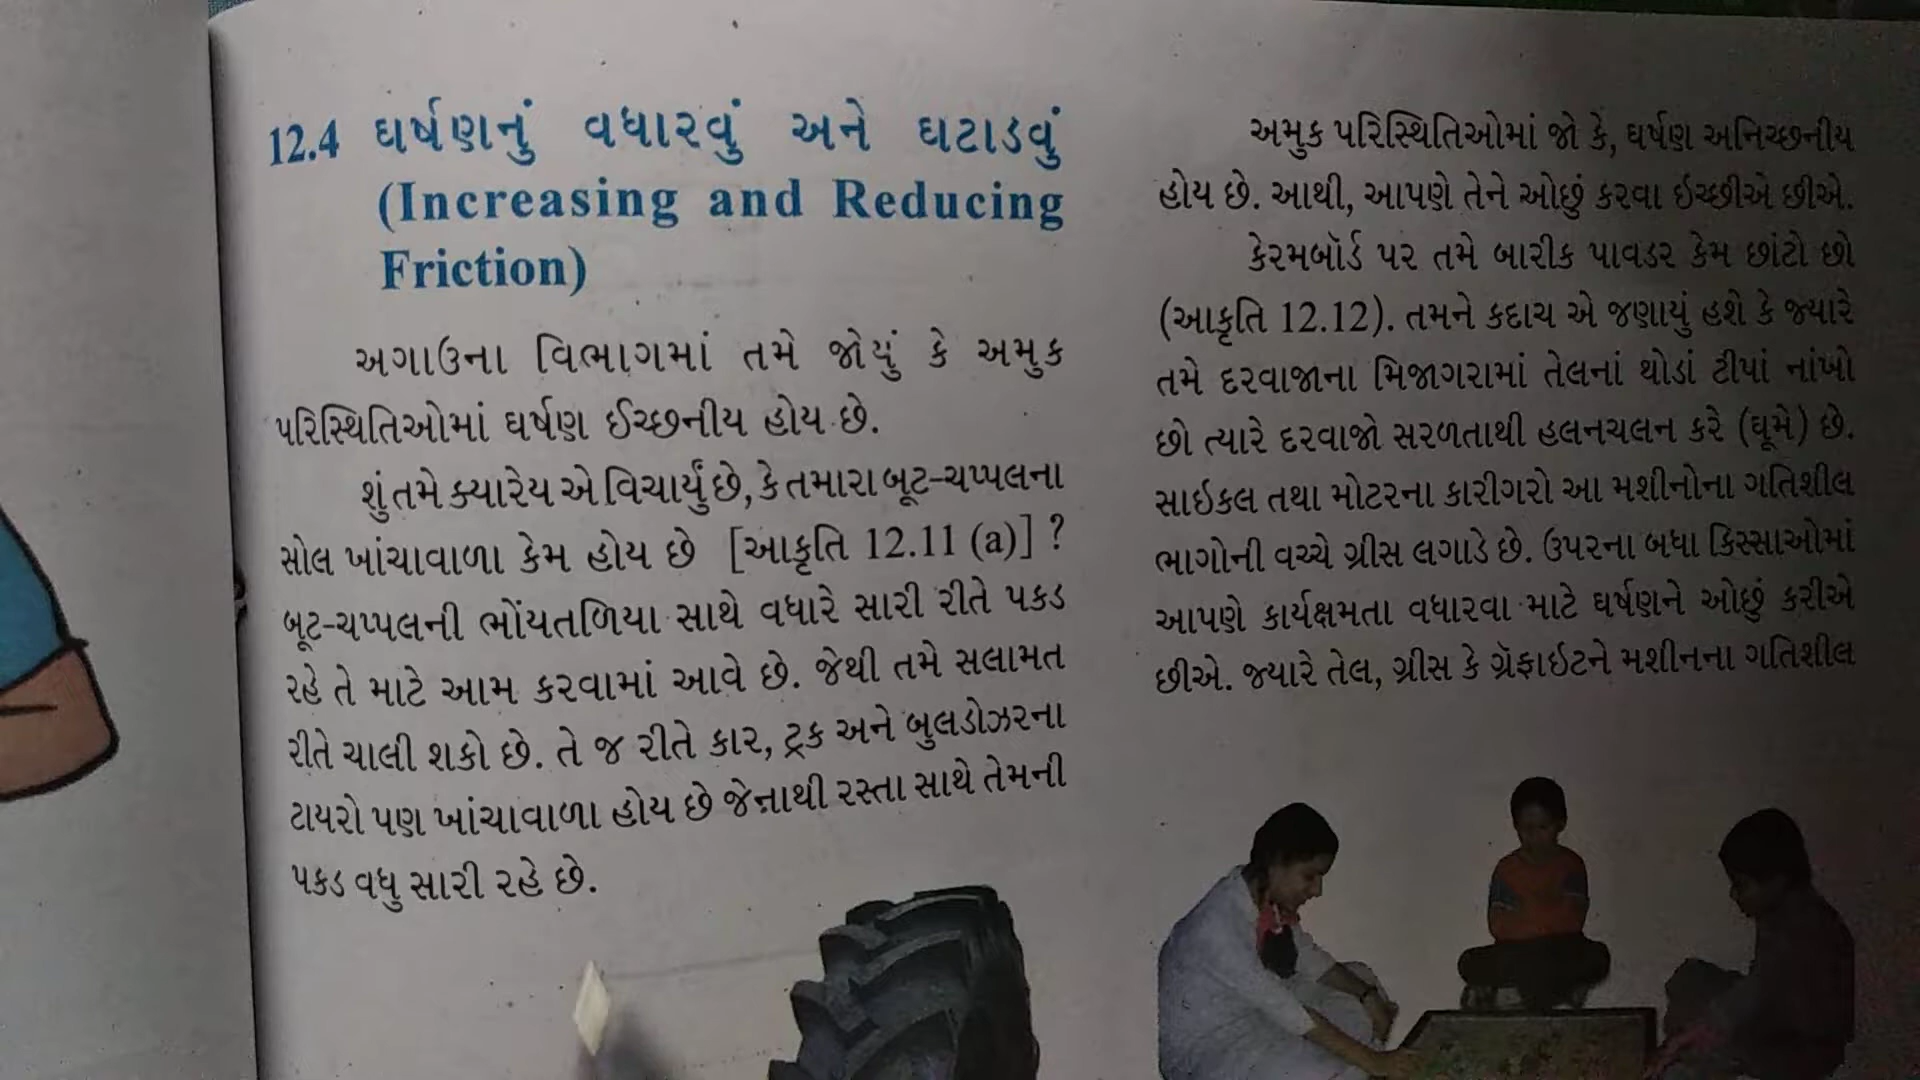 12.4 ઘર્ષણનું વધારવું અને ઘટાડવું
(Increasing and Reducing
Friction)
અગાઉના વિભાગમાં તમે જોયું કે અમુક
પરિસ્થિતિઓમાં ઘર્ષણ ઈચ્છનીય હોય છે.
શું તમે ક્યારેય એ વિચાર્યું છે, કે તમારા બૂટ-ચપ્પલના
સોલ ખાંચાવાળા કેમ હોય છે [આકૃતિ 12.11 (a)] ?
બૂટ-ચપ્પલની ભોંયતળિયા સાથે વધારે સારી રીતે પકડ
રહે તે માટે આમ કરવામાં આવે છે. જેથી તમે સલામત
રીતે ચાલી શકો છે. તે જ રીતે કાર, ટ્રક અને બુલડોઝરના
ટાયરો પણ ખાંચાવાળા હોય છે જેનાથી રસ્તા સાથે તેમની
પકડ વધુ સારી રહે છે.
અમુક પરિસ્થિતિઓમાં જો કે, ઘર્ષણ અનિચ્છનીય
હોય છે. આથી, આપણે તેને ઓછું કરવા ઈચ્છીએ છીએ.
કેરમબૉર્ડ પર તમે બારીક પાવડર કેમ છાંટો છો
(આકૃતિ 12.12). તમને કદાચ એ જણાયું હશે કે જ્યારે
તમે દરવાજાના મિજાગરામાં તેલનાં થોડાં ટીપાં નાંખો
છો ત્યારે દરવાજો સરળતાથી હલનચલન કરે (ઘૂમે) છે.
સાઇકલ તથા મોટરના કારીગરો આ મશીનોના ગતિશીલ
ભાગોની વચ્ચે ગ્રીસ લગાડે છે. ઉપરના બધા કિસ્સાઓમાં
આપણે કાર્યક્ષમતા વધારવા માટે ઘર્ષણને ઓછું કરીએ
છીએ. જ્યારે તેલ, ગ્રીસ કે ગ્રૅફાઇટને મશીનના ગતિશીલ